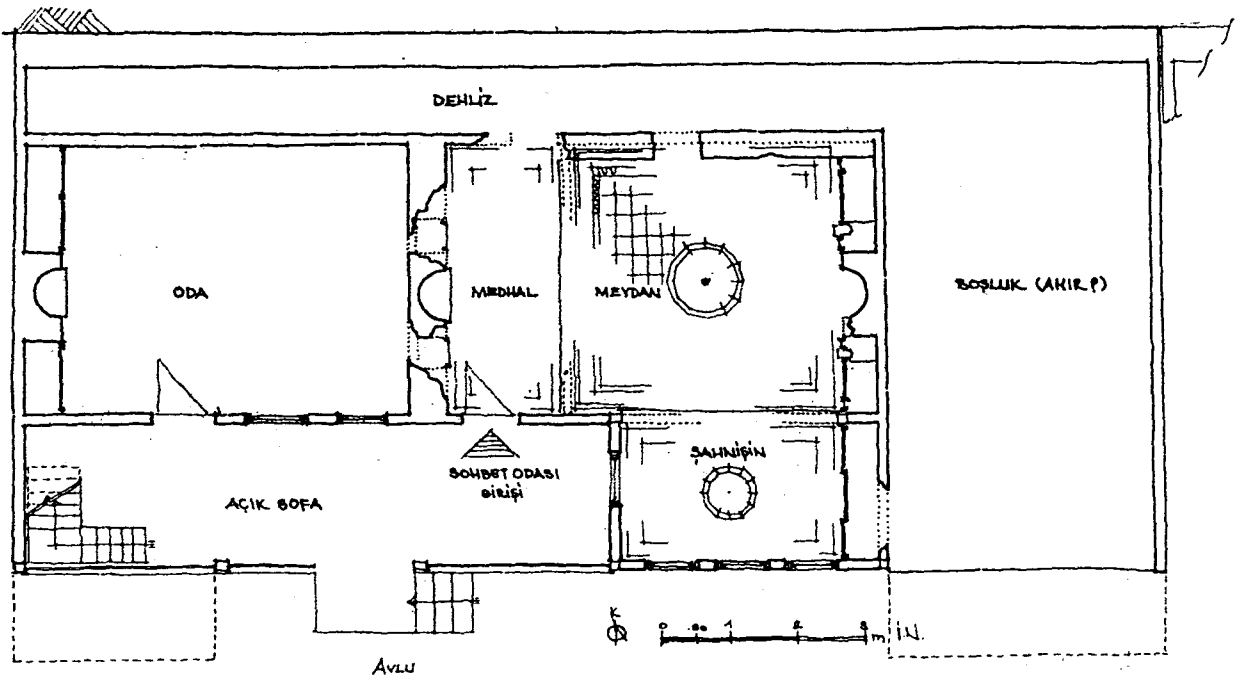 DEHLİZ
ODA
MEDHAL
MEYDAN
BOŞLUK (AHIR?)
ŞAHNİŞİN
SOHBET ODASI
GİRİŞİ
AÇIK SOFA
K
0 .50 1 2 3 m
İ.N.
AVLU